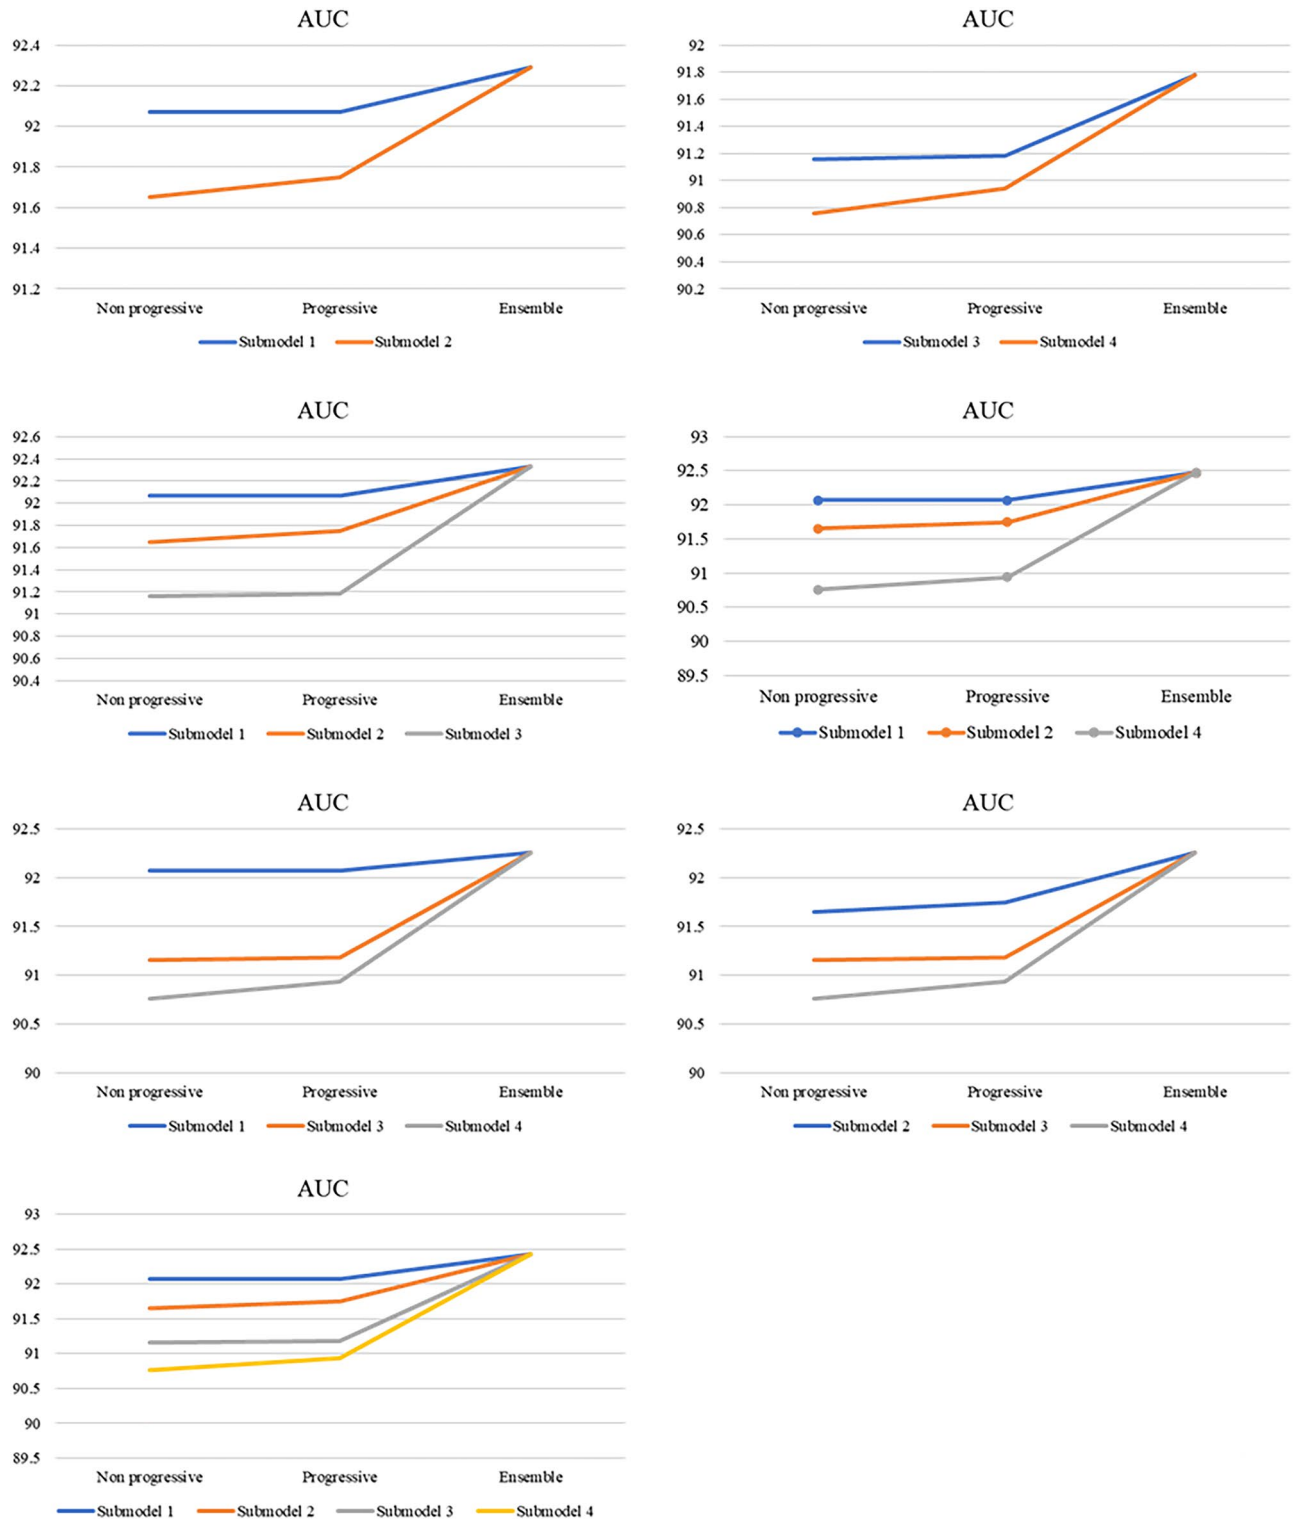 AUC
92.4
92.2
92
91.8
91.6
91.4
91.2
Non progressive Progressive Ensemble
Submodel 1 Submodel 2
AUC
92
91.8
91.6
91.4
91.2
91
90.8
90.6
90.4
90.2
Non progressive Progressive Ensemble
Submodel 3 Submodel 4
AUC
92.6
92.4
92.2
92
91.8
91.6
91.4
91.2
91
90.8
90.6
90.4
Non progressive Progressive Ensemble
Submodel 1 Submodel 2 Submodel 3
AUC
93
92.5
92
91.5
91
90.5
90
89.5
Non progressive Progressive Ensemble
Submodel 1 Submodel 2 Submodel 4
AUC
92.5
92
91.5
91
90.5
90
Non progressive Progressive Ensemble
Submodel 1 Submodel 3 Submodel 4
AUC
92.5
92
91.5
91
90.5
90
Non progressive Progressive Ensemble
Submodel 2 Submodel 3 Submodel 4
AUC
93
92.5
92
91.5
91
90.5
90
89.5
Non progressive Progressive Ensemble
Submodel 1 Submodel 2 Submodel 3 Submodel 4